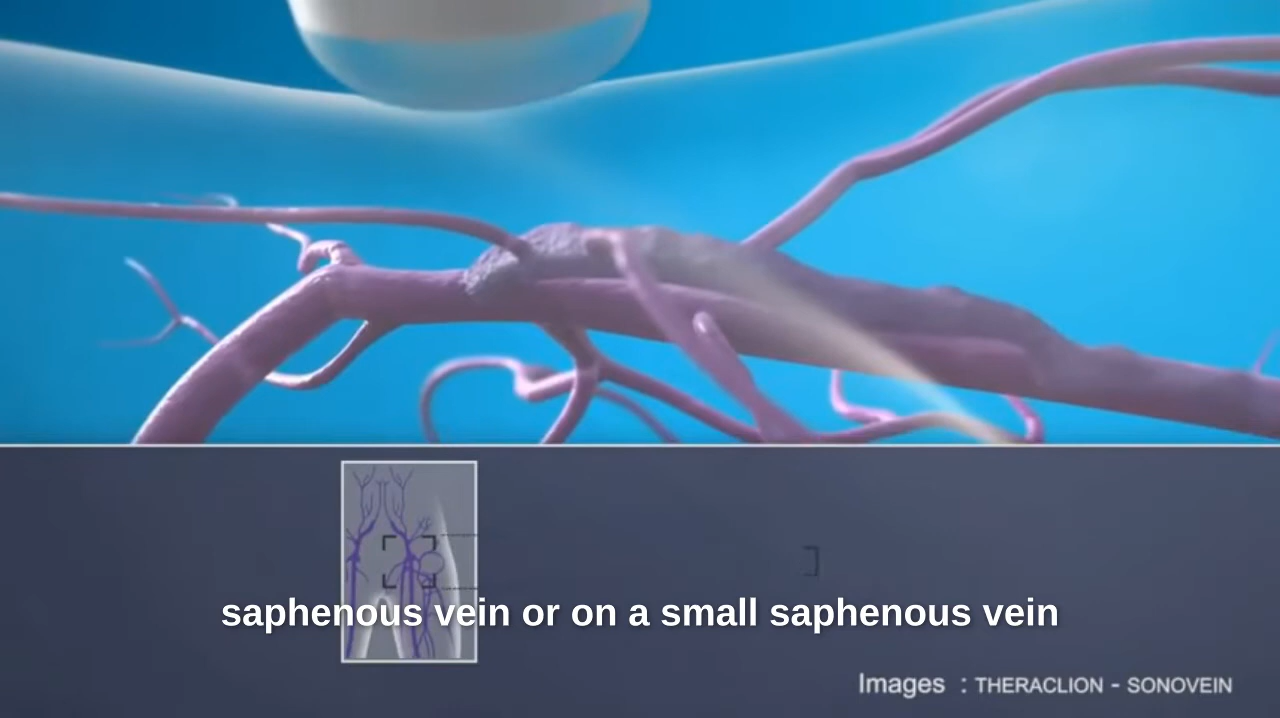 saphenous vein or on a small saphenous vein
Images : THERACLION - SONOVEIN